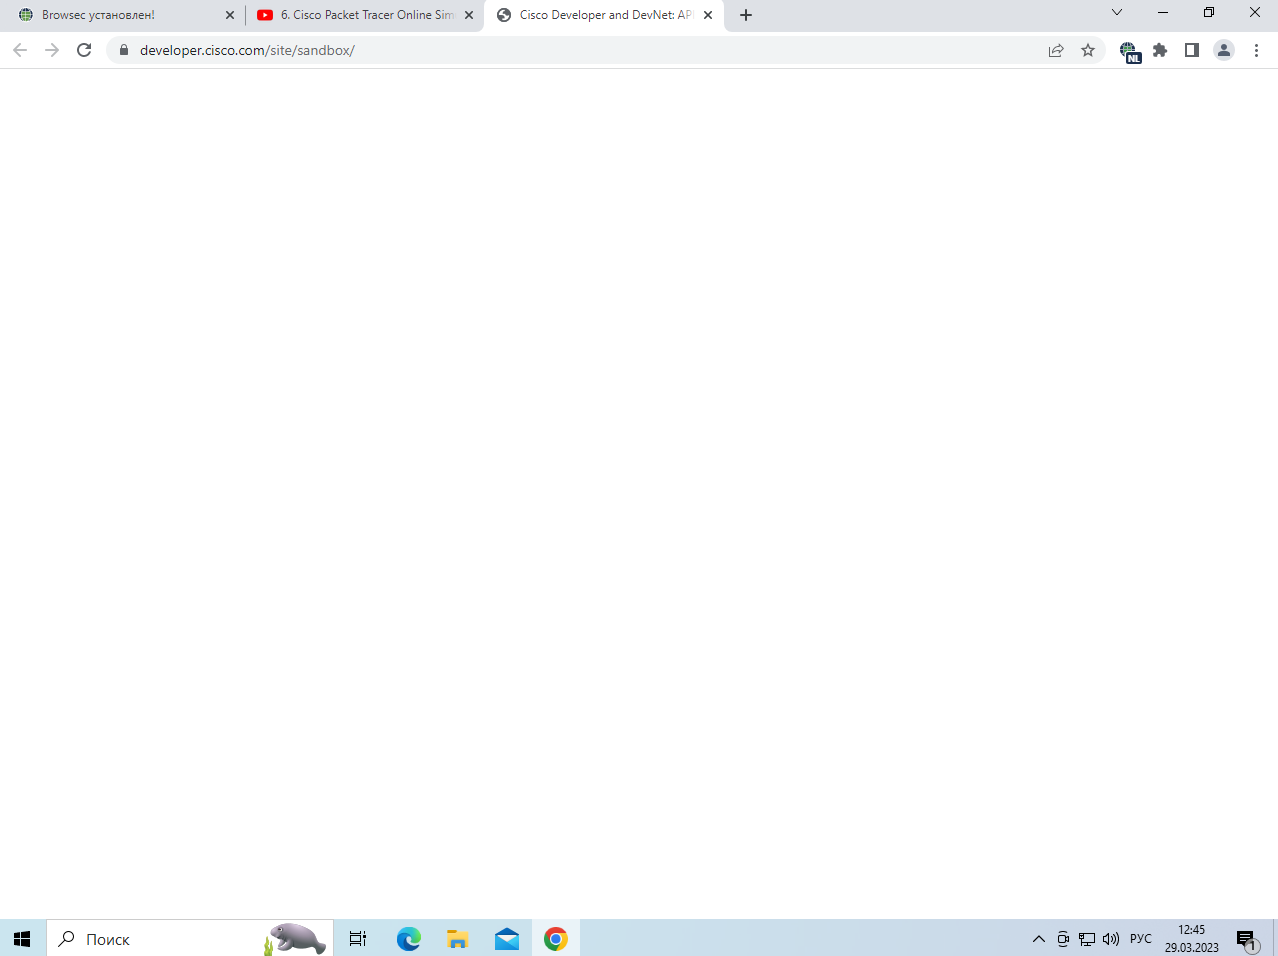 Browsec установлен!
6. Cisco Packet Tracer Online Sim
Cisco Developer and DevNet: AP
developer.cisco.com/site/sandbox/
NL
Поиск
РУС
12:45
29.03.2023
1